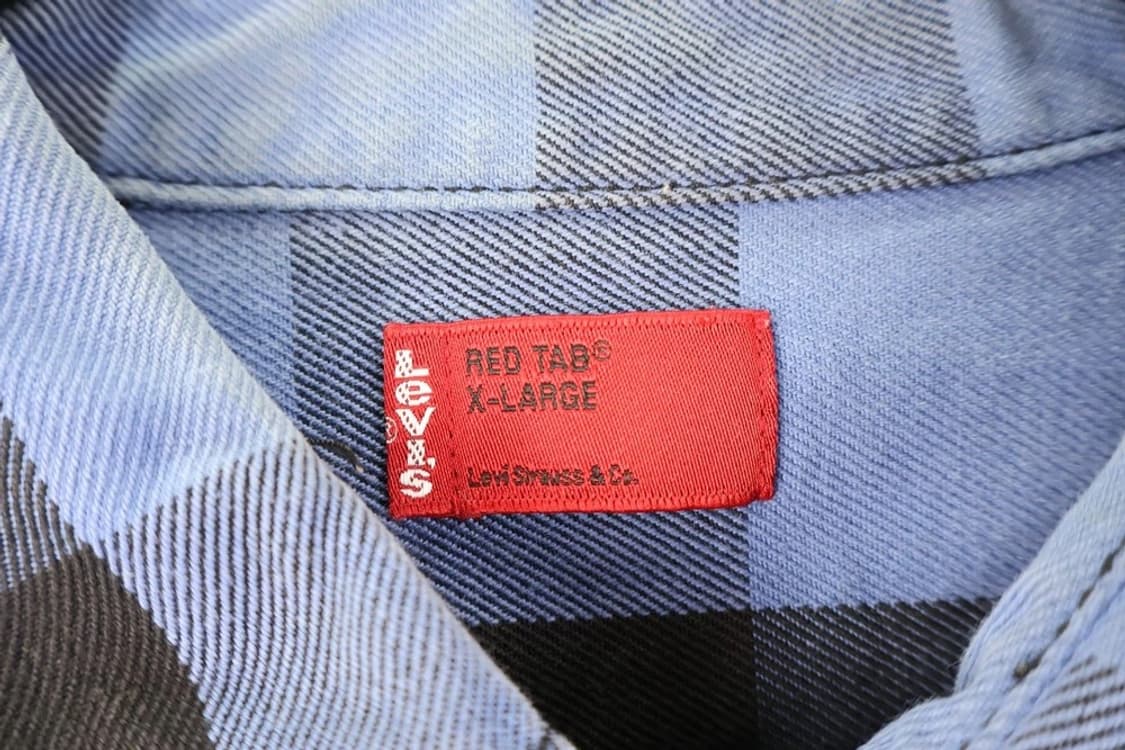 Levi's®
RED TAB®
X-LARGE
Levi Strauss & Co.